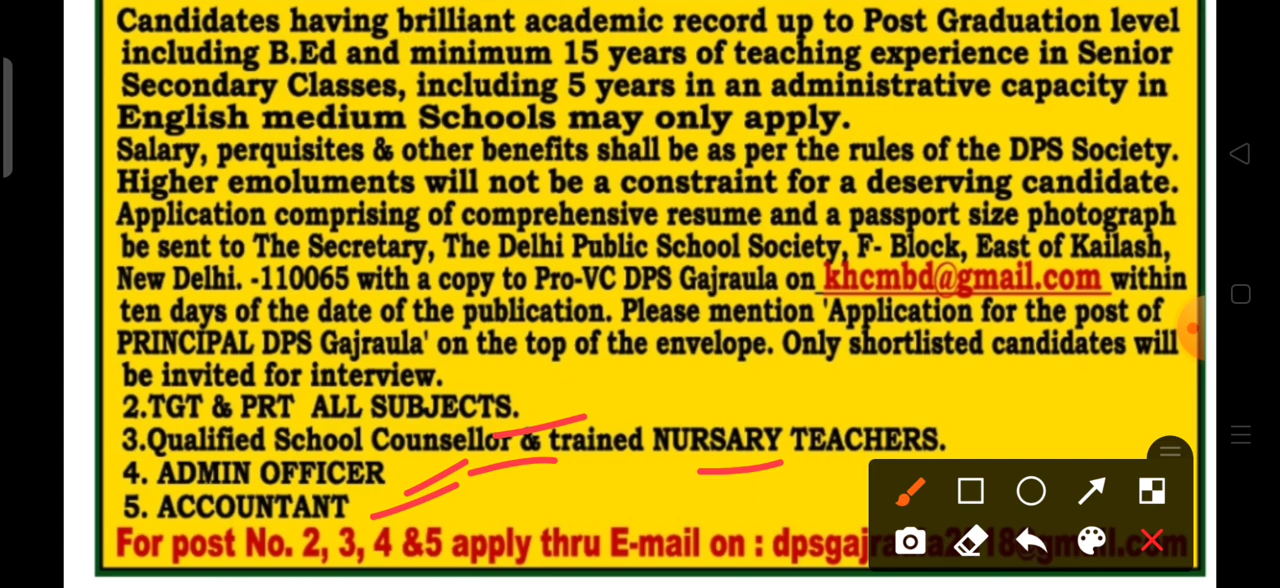 Candidates having brilliant academic record up to Post Graduation level
including B.Ed and minimum 15 years of teaching experience in Senior
Secondary Classes, including 5 years in an administrative capacity in
English medium Schools may only apply.
Salary, perquisites & other benefits shall be as per the rules of the DPS Society.
Higher emoluments will not be a constraint for a deserving candidate.
Application comprising of comprehensive resume and a passport size photograph
be sent to The Secretary, The Delhi Public School Society, F- Block, East of Kailash,
New Delhi. -110065 with a copy to Pro-VC DPS Gajraula on khcmbd@gmail.com within
ten days of the date of the publication. Please mention 'Application for the post of
PRINCIPAL DPS Gajraula' on the top of the envelope. Only shortlisted candidates will
be invited for interview.
2.TGT & PRT ALL SUBJECTS.
3.Qualified School Counsellor & trained NURSARY TEACHERS.
4. ADMIN OFFICER
5. ACCOUNTANT
For post No. 2, 3, 4 &5 apply thru E-mail on :